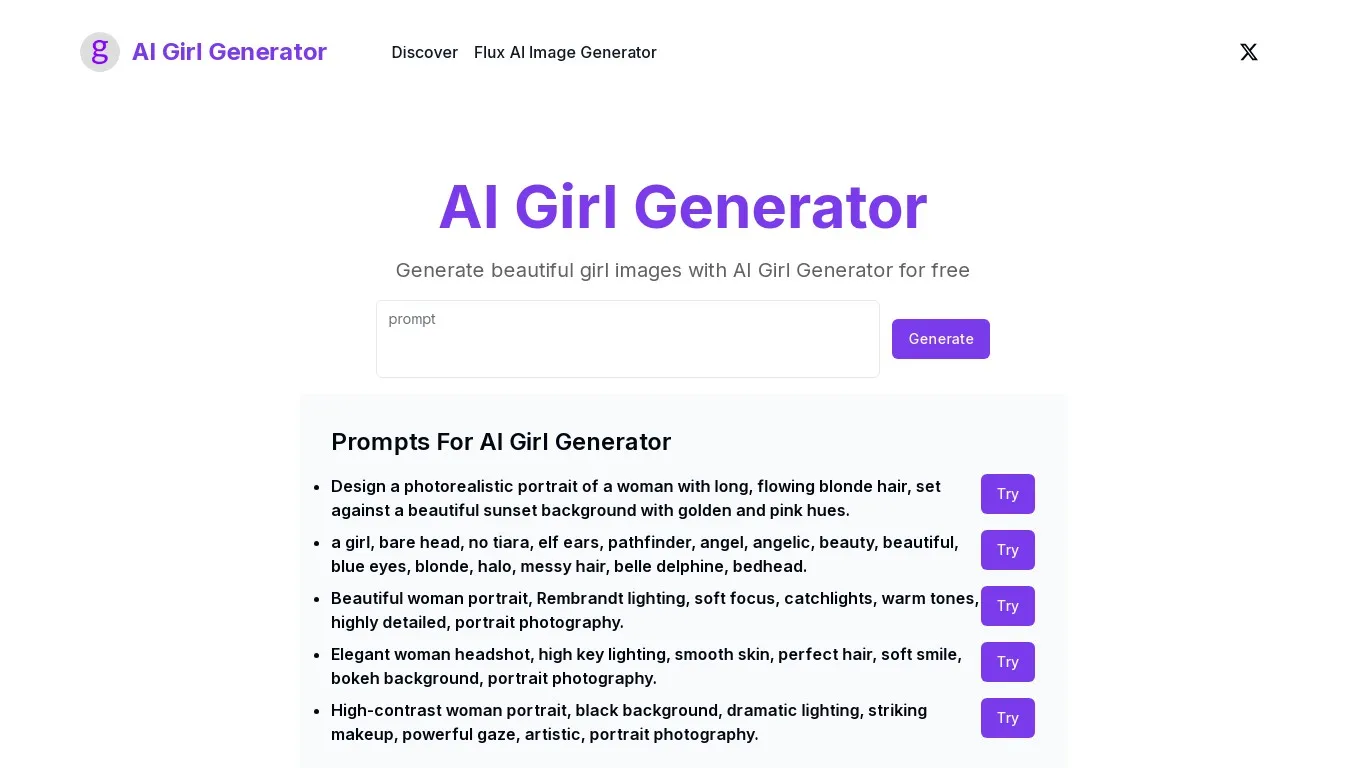 g AI Girl Generator Discover Flux AI Image Generator X
AI Girl Generator
Generate beautiful girl images with AI Girl Generator for free
prompt
Generate
Prompts For AI Girl Generator
Design a photorealistic portrait of a woman with long, flowing blonde hair, set
against a beautiful sunset background with golden and pink hues.
Try
a girl, bare head, no tiara, elf ears, pathfinder, angel, angelic, beauty, beautiful,
blue eyes, blonde, halo, messy hair, belle delphine, bedhead.
Try
Beautiful woman portrait, Rembrandt lighting, soft focus, catchlights, warm tones,
highly detailed, portrait photography.
Try
Elegant woman headshot, high key lighting, smooth skin, perfect hair, soft smile,
bokeh background, portrait photography.
Try
High-contrast woman portrait, black background, dramatic lighting, striking
makeup, powerful gaze, artistic, portrait photography.
Try